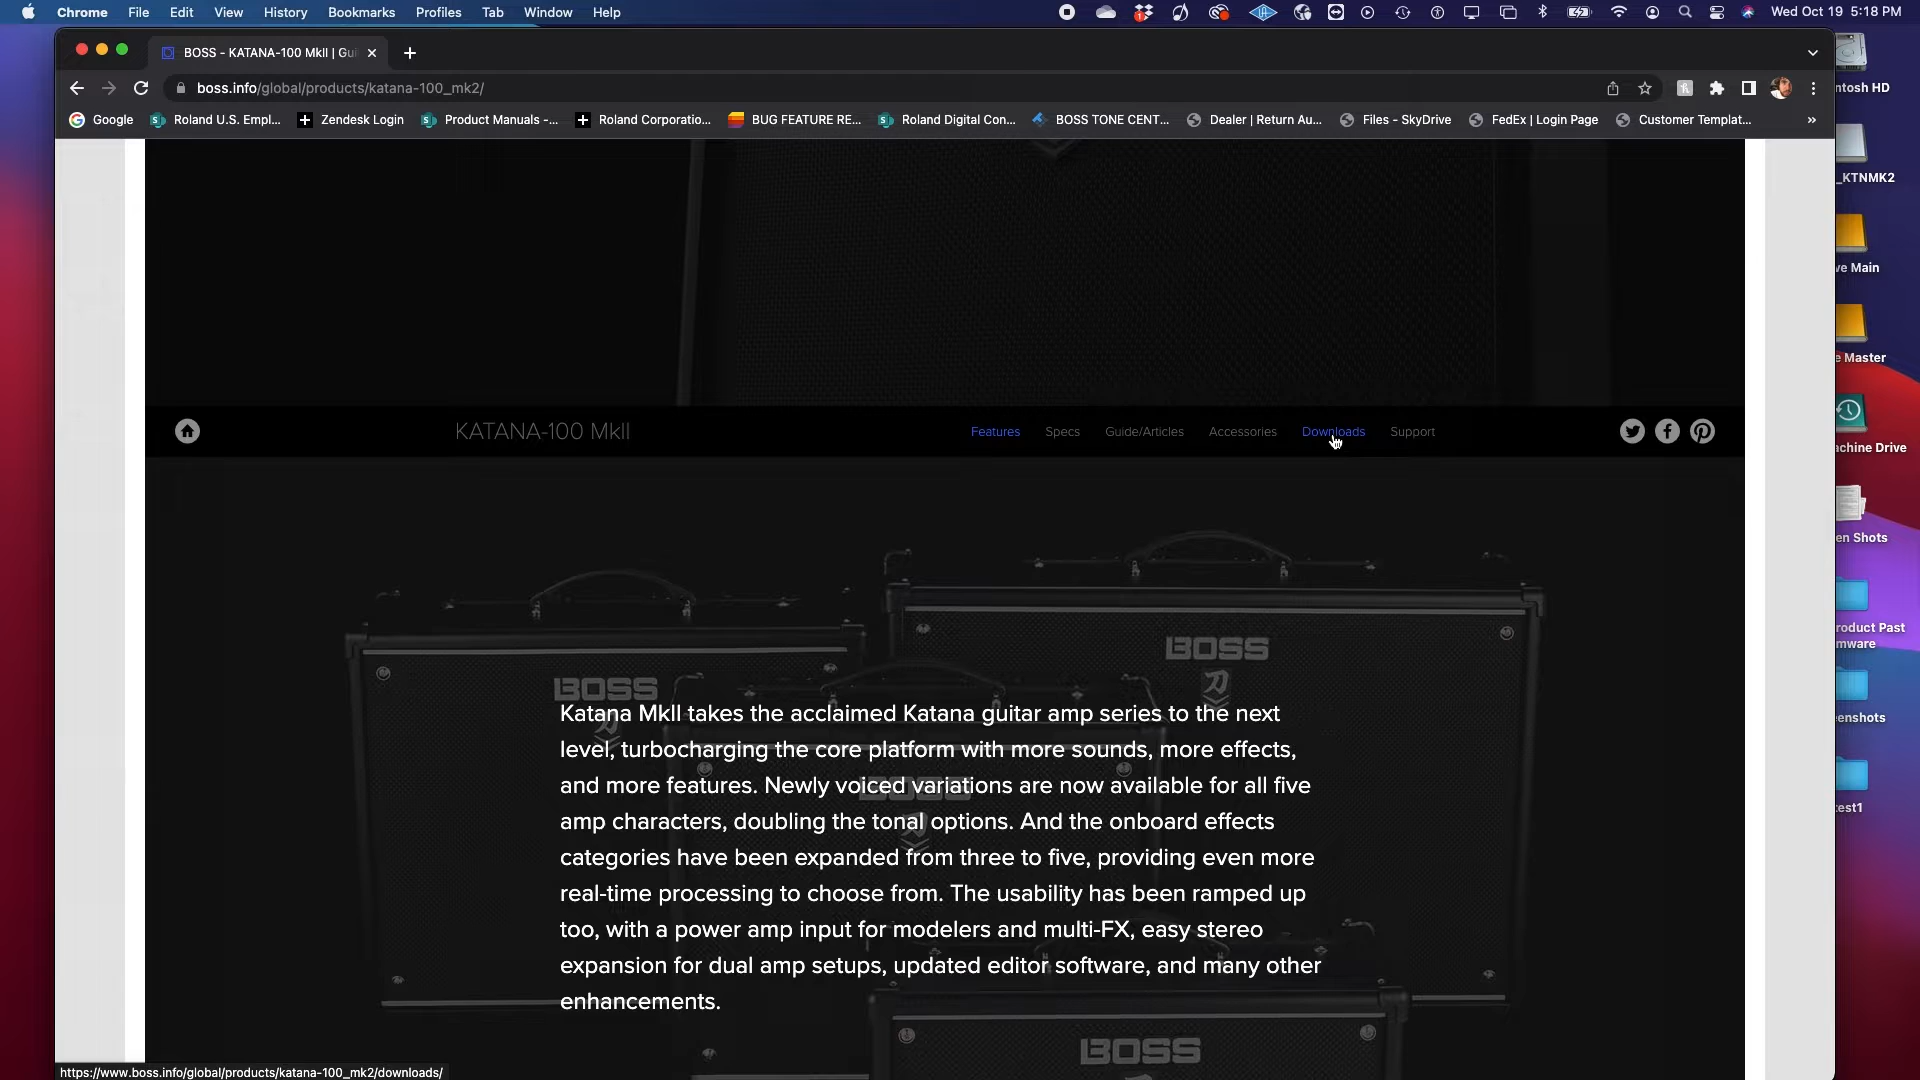 Chrome File Edit View History Bookmarks Profiles Tab Window Help
1
Wed Oct 19 5:18 PM
BOSS - KATANA-100 MkII | Gui
boss.info/global/products/katana-100_mk2/
Google Roland U.S. Empl... Zendesk Login Product Manuals -... Roland Corporatio... BUG FEATURE RE... Roland Digital Con... BOSS TONE CENT... Dealer | Return Au... Files - SkyDrive FedEx | Login Page Customer Templat... »
KATANA-100 MkII
Features Specs Guide/Articles Accessories Downloads Support
BOSS
BOSS
BOSS
BOSS
Katana MkII takes the acclaimed Katana guitar amp series to the next
level, turbocharging the core platform with more sounds, more effects,
and more features. Newly voiced variations are now available for all five
amp characters, doubling the tonal options. And the onboard effects
categories have been expanded from three to five, providing even more
real-time processing to choose from. The usability has been ramped up
too, with a power amp input for modelers and multi-FX, easy stereo
expansion for dual amp setups, updated editor software, and many other
enhancements.
https://www.boss.info/global/products/katana-100_mk2/downloads/
ntosh HD
_KTNMK2
ve Main
e Master
achine Drive
en Shots
roduct Past
mware
enshots
test1